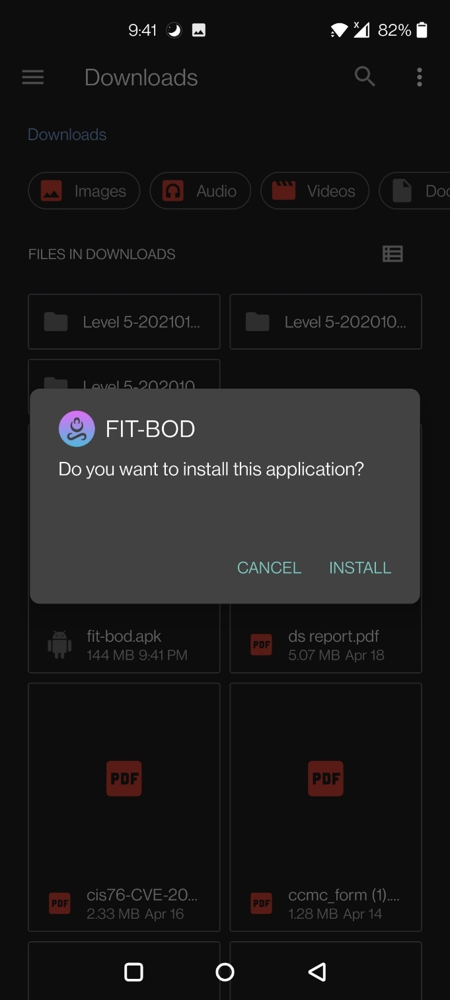 9:41
x
82%
Downloads
Downloads
Images
Audio
Videos
Doc
FILES IN DOWNLOADS
Level 5-202101...
Level 5-202010...
Level 5-202010
FIT-BOD
Do you want to install this application?
CANCEL
INSTALL
fit-bod.apk
144 MB 9:41 PM
PDF
ds report.pdf
5.07 MB Apr 18
PDF
PDF
PDF
cis76-CVE-20...
2.33 MB Apr 16
PDF
ccmc_form (1)....
1.28 MB Apr 14